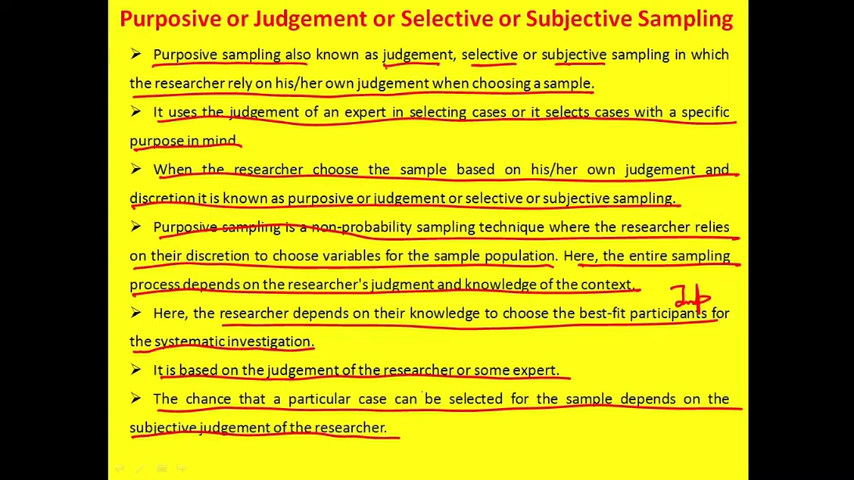 Purposive or Judgement or Selective or Subjective Sampling
➢ Purposive sampling also known as judgement, selective or subjective sampling in which
the researcher rely on his/her own judgement when choosing a sample.
➢ It uses the judgement of an expert in selecting cases or it selects cases with a specific
purpose in mind.
➢ When the researcher choose the sample based on his/her own judgement and
discretion it is known as purposive or judgement or selective or subjective sampling.
➢ Purposive sampling is a non-probability sampling technique where the researcher relies
on their discretion to choose variables for the sample population. Here, the entire sampling
process depends on the researcher's judgment and knowledge of the context.
Imp
➢ Here, the researcher depends on their knowledge to choose the best-fit participants for
the systematic investigation.
➢ It is based on the judgement of the researcher or some expert.
➢ The chance that a particular case can be selected for the sample depends on the
subjective judgement of the researcher.